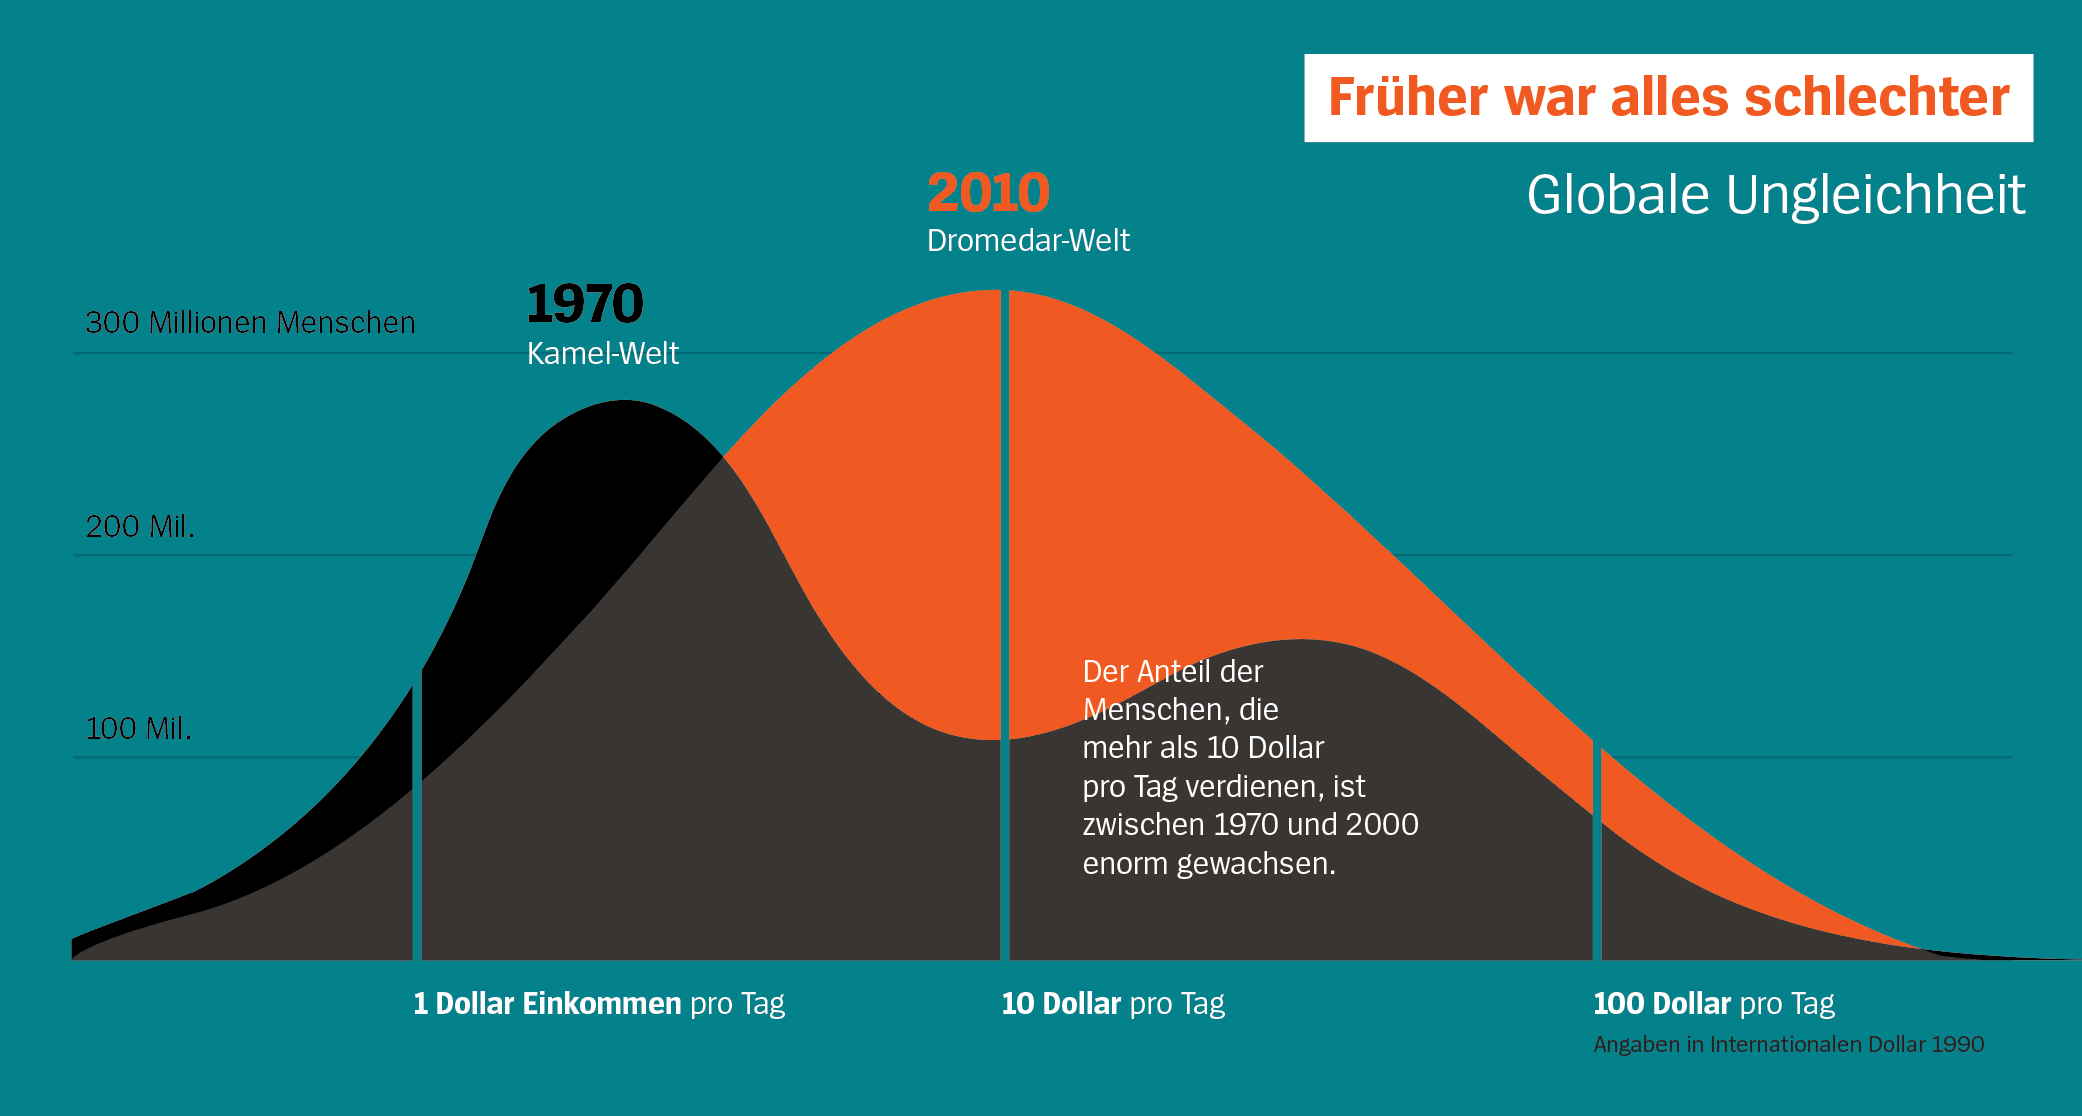 Früher war alles schlechter
Globale Ungleichheit
2010
Dromedar-Welt
1970
Kamel-Welt
300 Millionen Menschen
200 Mil.
100 Mil.
Der Anteil der
Menschen, die
mehr als 10 Dollar
pro Tag verdienen, ist
zwischen 1970 und 2000
enorm gewachsen.
1 Dollar Einkommen pro Tag
10 Dollar pro Tag
100 Dollar pro Tag
Angaben in Internationalen Dollar 1990